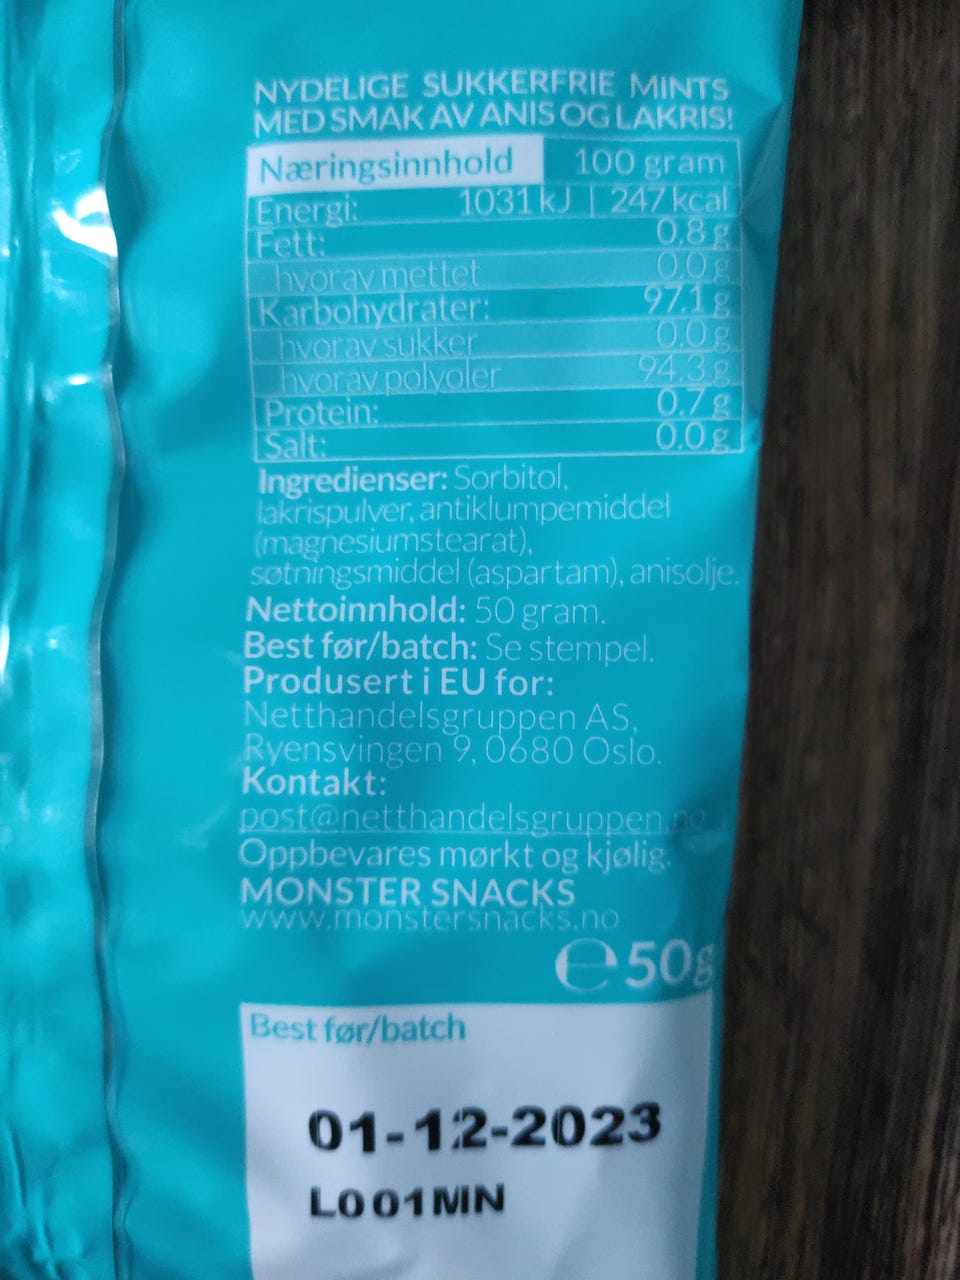 NYDELIGE SUKKERFRIE MINTS
MED SMAK AV ANIS OG LAKRIS!
Næringsinnhold 100 gram
Energi: 1031 kJ | 247 kcal
Fett: 0.8 g
hvorav mettet 0.0 g
Karbohydrater: 97.1 g
hvorav sukker 0.0 g
hvorav polyoler 94.3 g
Protein: 0.7 g
Salt: 0.0 g
Ingredienser: Sorbitol,
lakrispulver, antiklumpemiddel
(magnesiumstearat),
søtningsmiddel (aspartam), anisolje.
Nettoinnhold: 50 gram.
Best før/batch: Se stempel.
Produsert i EU for:
Netthandelsgruppen AS,
Ryensvingen 9, 0680 Oslo.
Kontakt:
post@netthandelsgruppen.no
Oppbevares mørkt og kjølig.
MONSTER SNACKS
www.monstersnacks.no
℮ 50g
Best før/batch
01-12-2023
L001MN